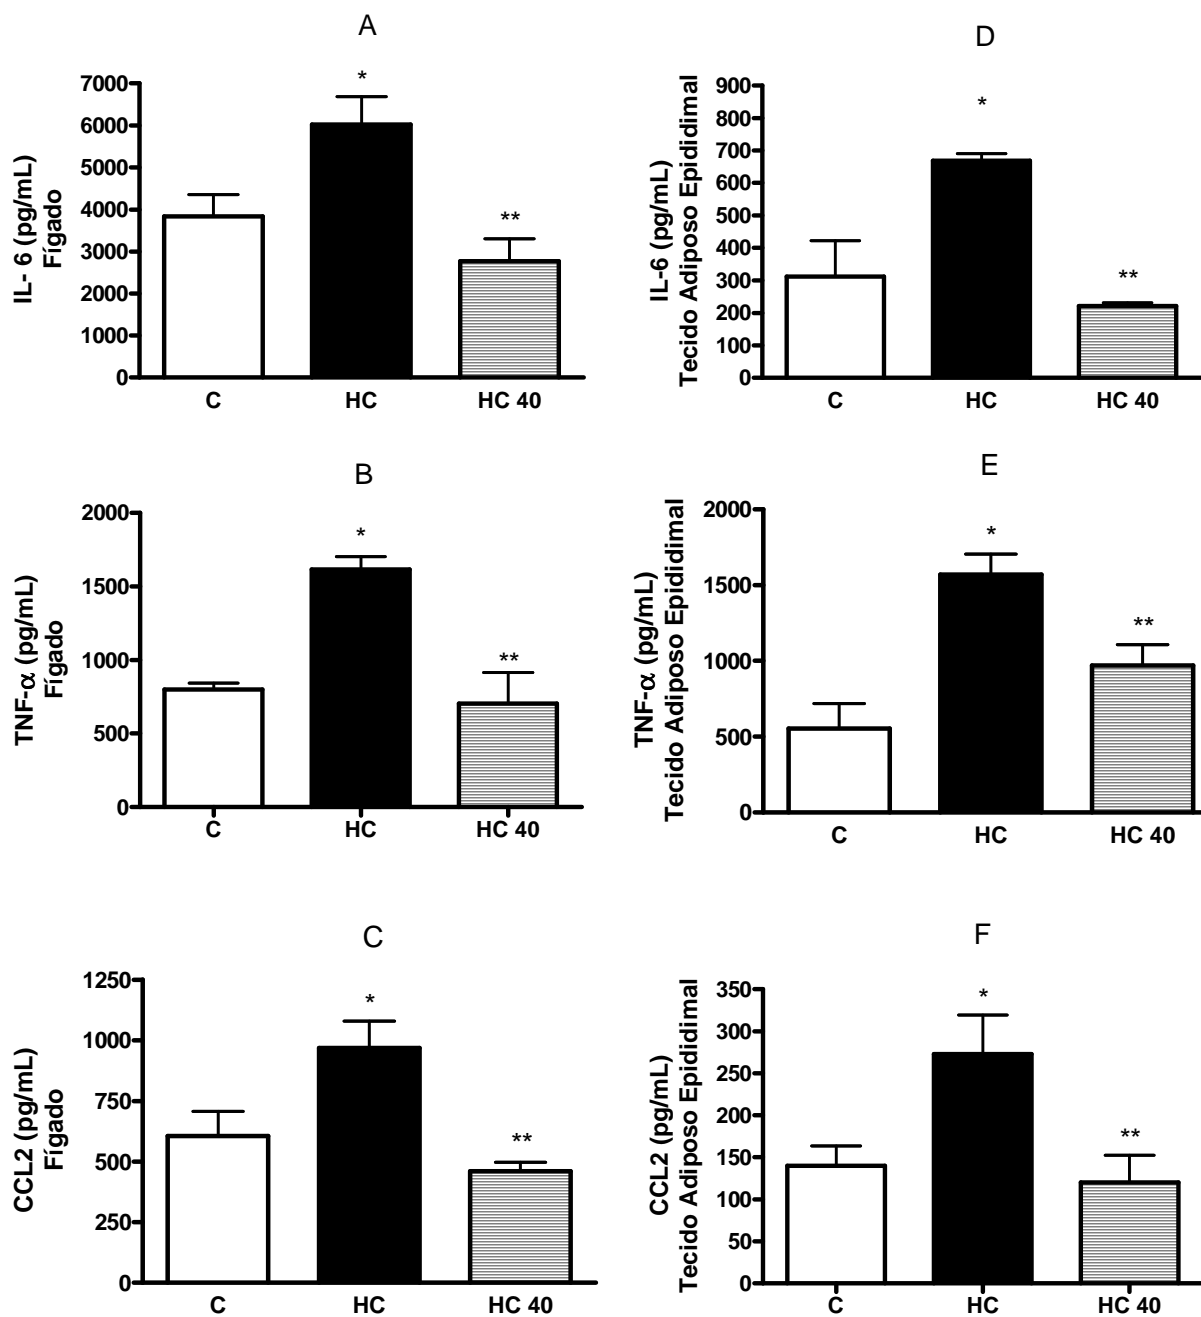 A
7000
6000
5000
4000
3000
2000
1000
0
IL- 6 (pg/mL)
Fígado
*
**
C HC HC 40
D
900
800
700
600
500
400
300
200
100
0
IL-6 (pg/mL)
Tecido Adiposo Epididimal
*
**
C HC HC 40
B
2000
1500
1000
500
0
TNF-α (pg/mL)
Fígado
*
**
C HC HC 40
E
2000
1500
1000
500
0
TNF-α (pg/mL)
Tecido Adiposo Epididimal
*
**
C HC HC 40
C
1250
1000
750
500
250
0
CCL2 (pg/mL)
Fígado
*
**
C HC HC 40
F
350
300
250
200
150
100
50
0
CCL2 (pg/mL)
Tecido Adiposo Epididimal
*
**
C HC HC 40